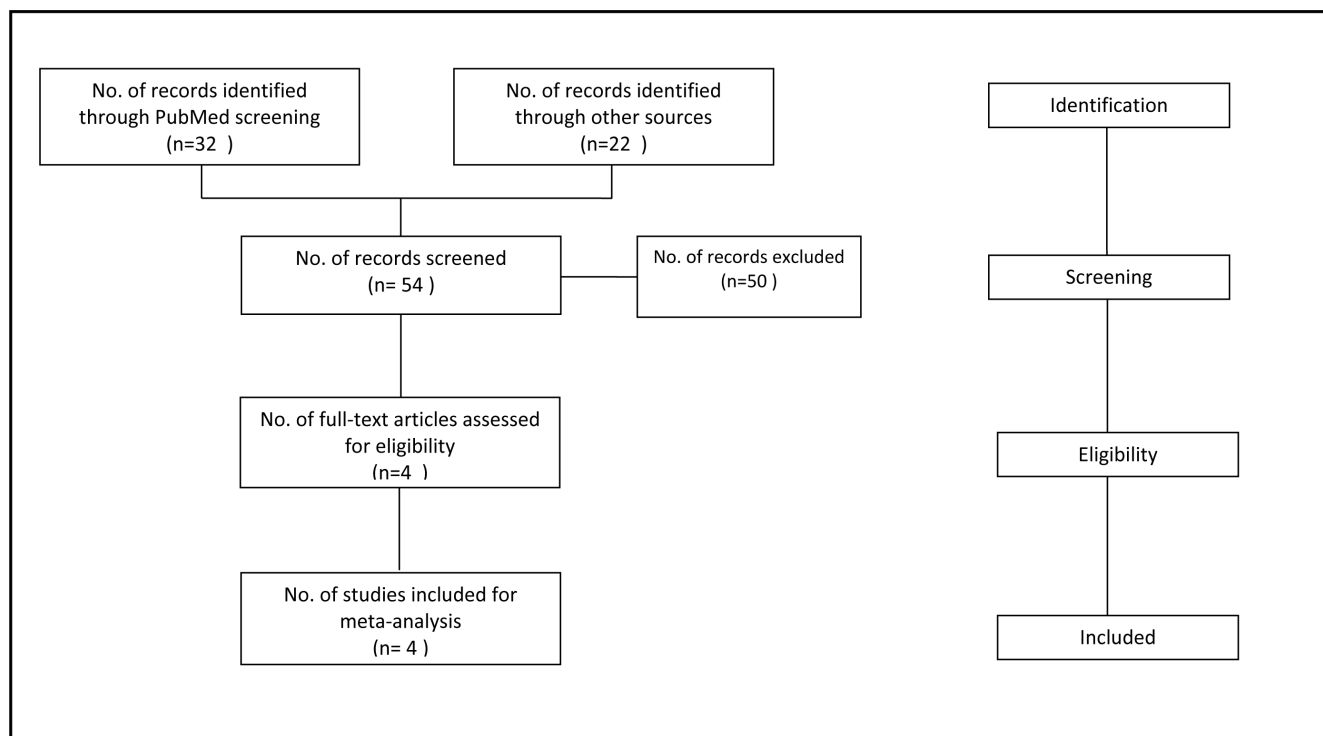 No. of records identified
through PubMed screening
(n=32  )
No. of records identified
through other sources
(n=22  )
No. of records screened
(n= 54 )
No. of records excluded
(n=50 )
No. of full-text articles assessed
for eligibility
(n=4  )
No. of studies included for
meta-analysis
(n= 4 )
Identification
Screening
Eligibility
Included